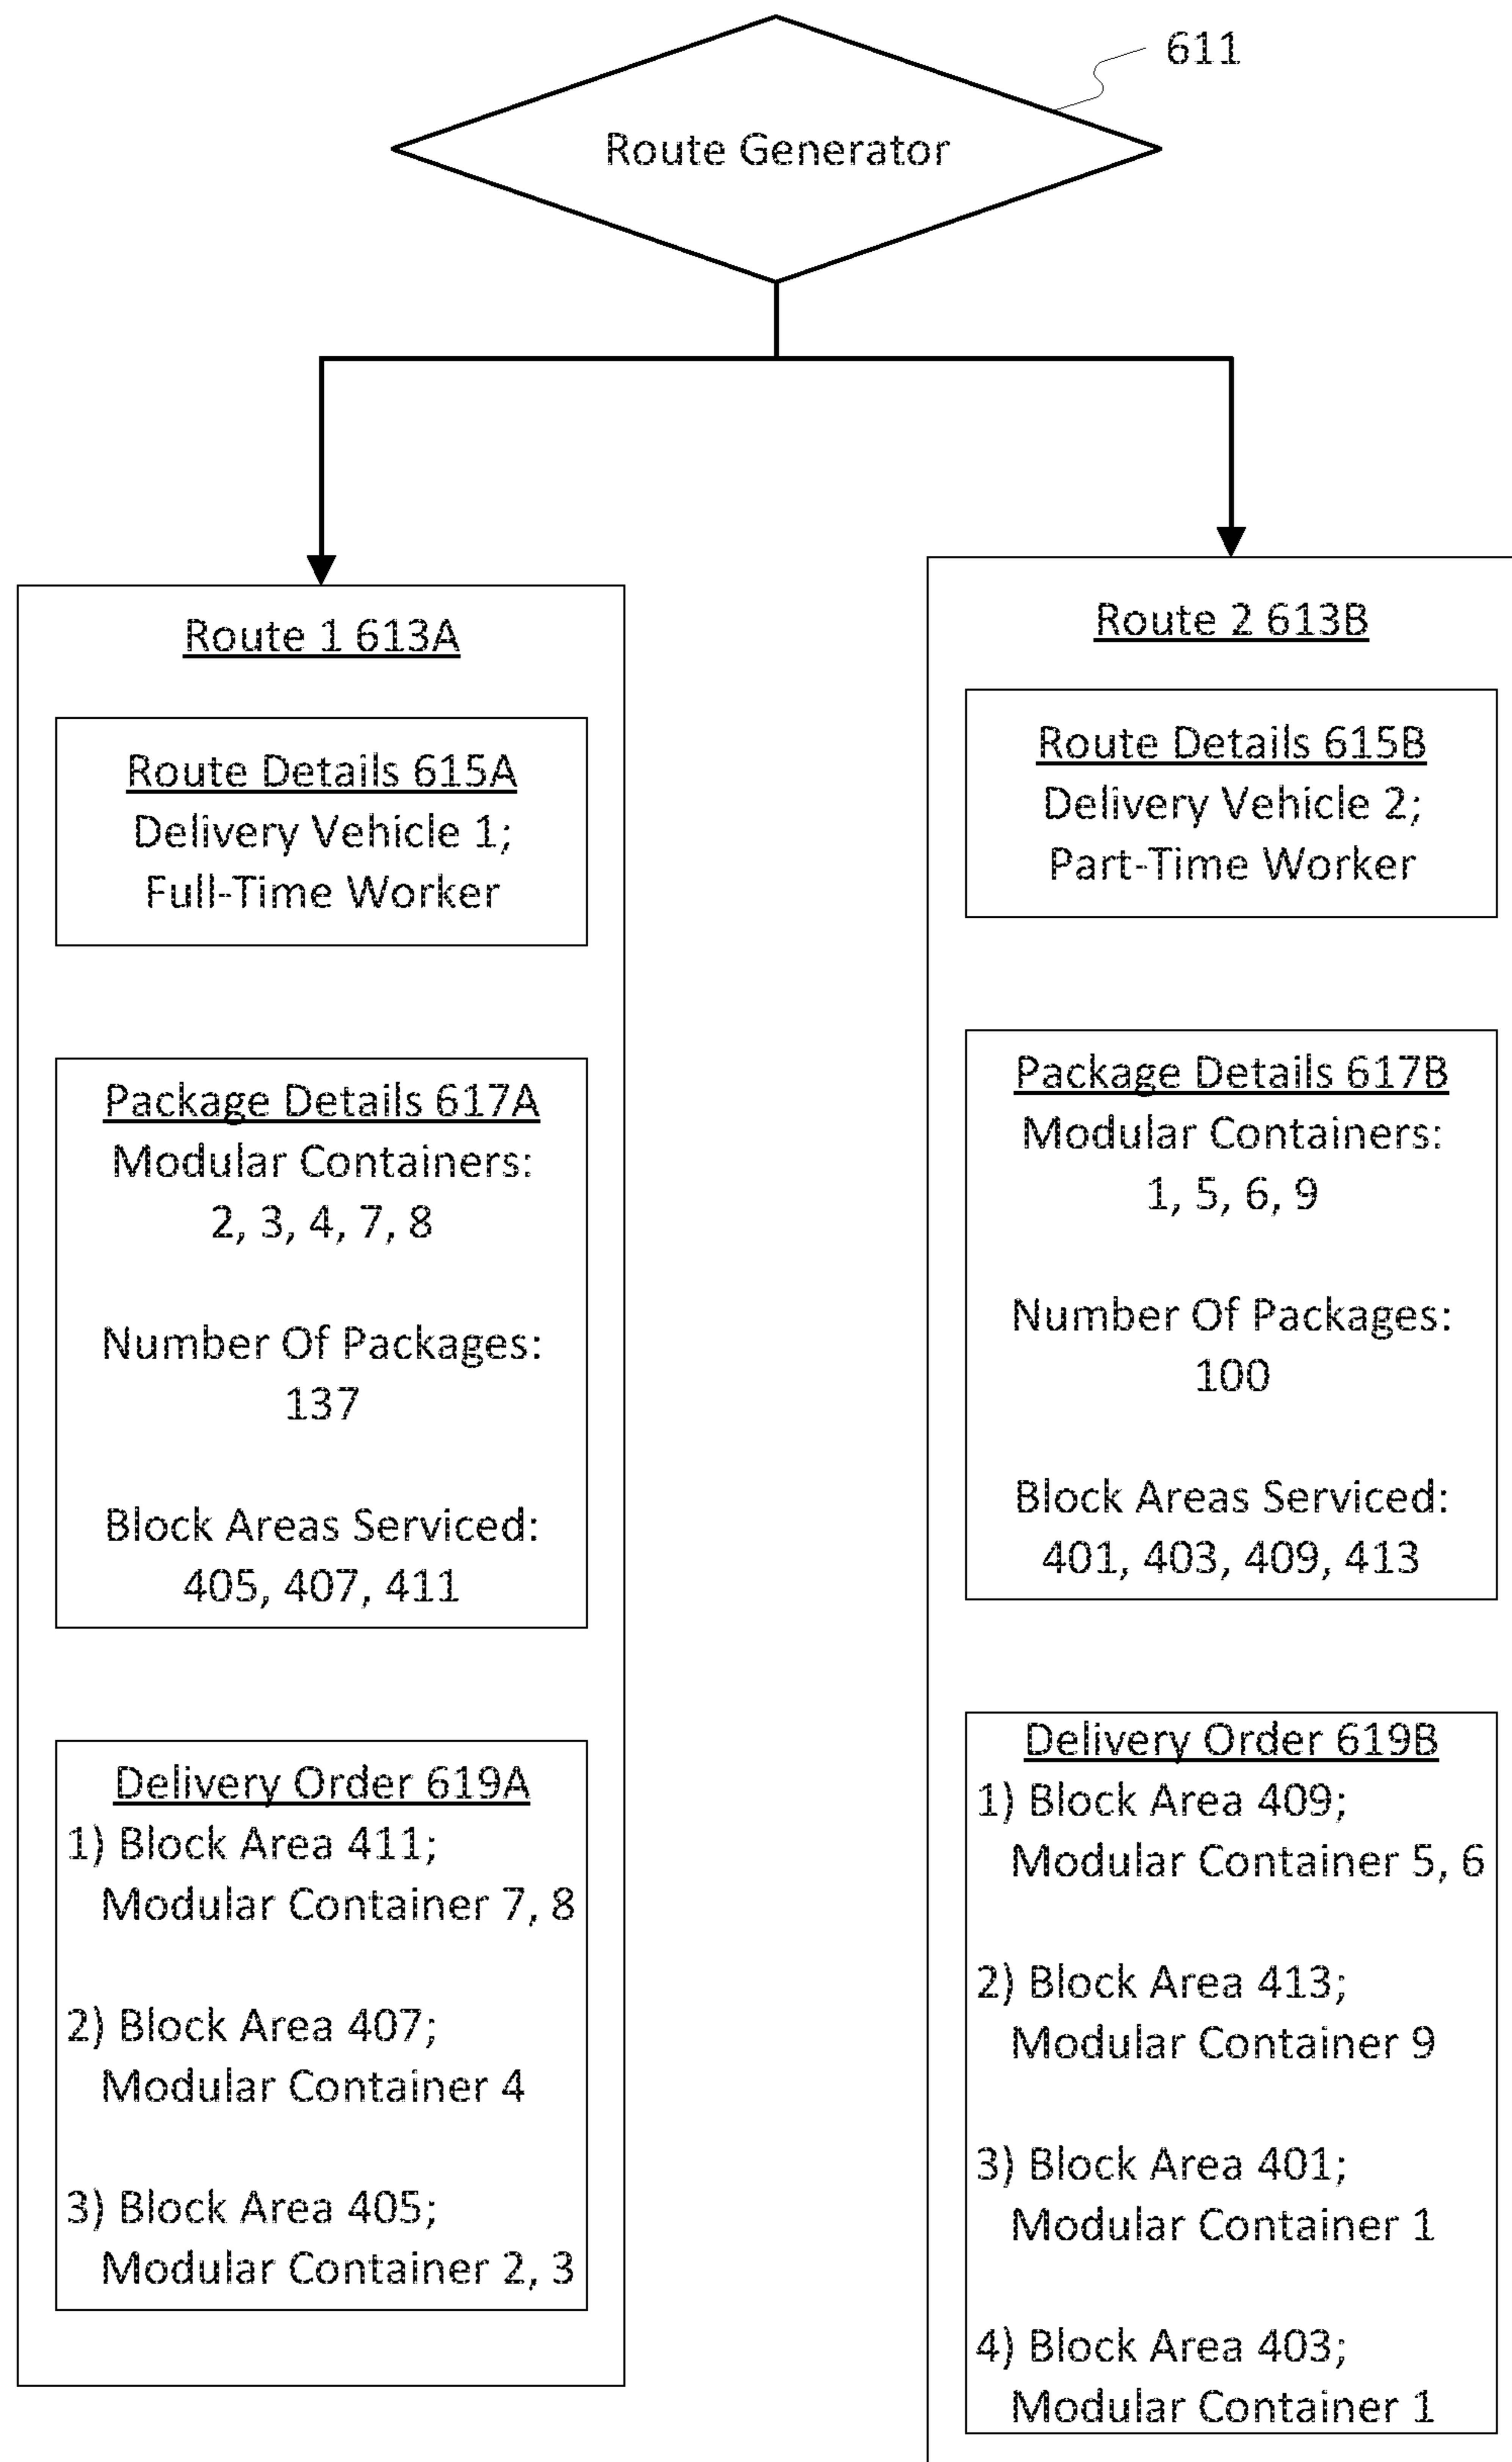 611
Route Generator
Route 1 613A
Route Details 615A
Delivery Vehicle 1;
Full-Time Worker
Package Details 617A
Modular Containers:
2, 3, 4, 7, 8
Number Of Packages:
137
Block Areas Serviced:
405, 407, 411
Delivery Order 619A
1) Block Area 411;
Modular Container 7, 8
2) Block Area 407;
Modular Container 4
3) Block Area 405;
Modular Container 2, 3
Route 2 613B
Route Details 615B
Delivery Vehicle 2;
Part-Time Worker
Package Details 617B
Modular Containers:
1, 5, 6, 9
Number Of Packages:
100
Block Areas Serviced:
401, 403, 409, 413
Delivery Order 619B
1) Block Area 409;
Modular Container 5, 6
2) Block Area 413;
Modular Container 9
3) Block Area 401;
Modular Container 1
4) Block Area 403;
Modular Container 1